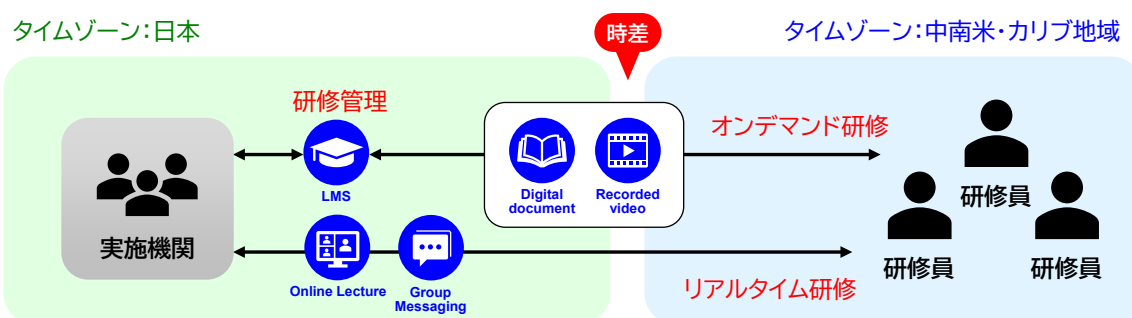 タイムゾーン：日本
時差
タイムゾーン：中南米・カリブ地域
研修管理
オンデマンド研修
LMS
Digital
document
Recorded
video
研修員
実施機関
研修員
研修員
Online Lecture
Group
Messaging
リアルタイム研修